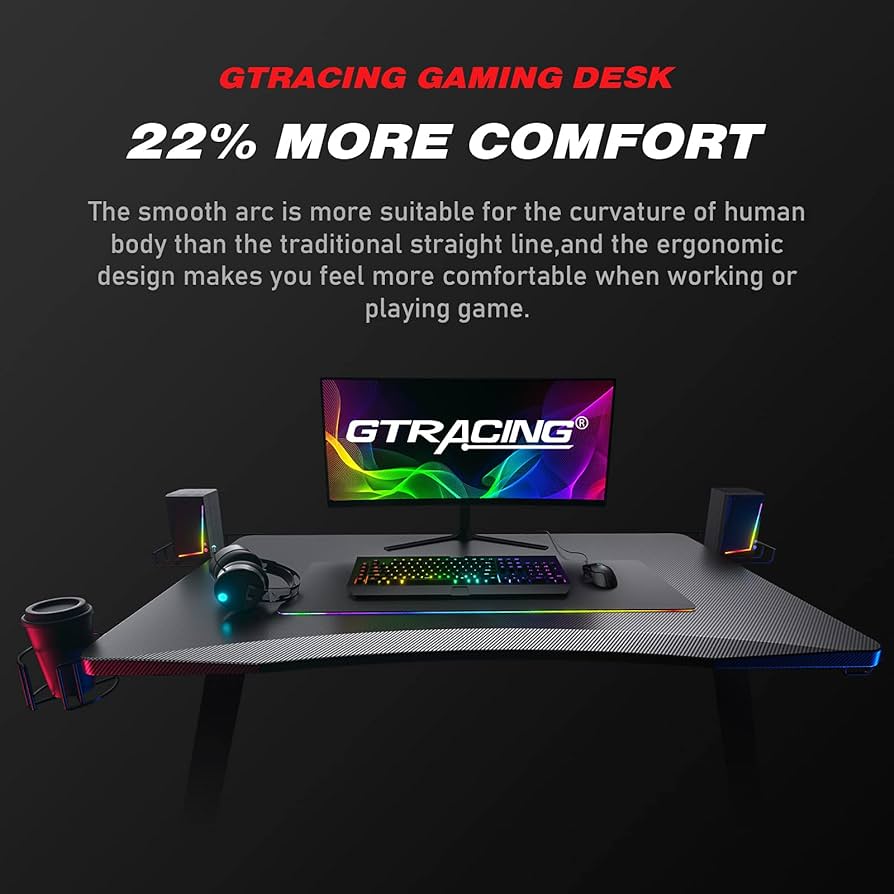 GTRACING GAMING DESK
22% MORE COMFORT
The smooth arc is more suitable for the curvature of human
body than the traditional straight line,and the ergonomic
design makes you feel more comfortable when working or
playing game.
GTRACING®